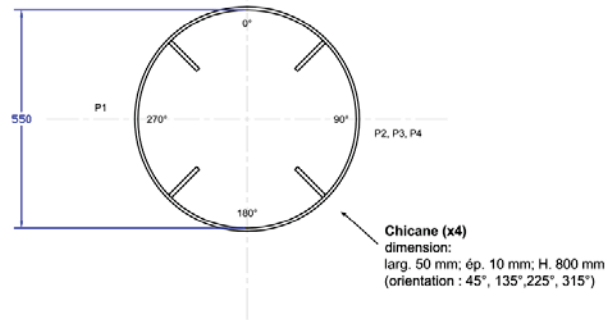 0°
P1
550
270°
90°
P2, P3, P4
180°
Chicane (x4)
dimension:
larg. 50 mm; ép. 10 mm; H. 800 mm
(orientation : 45°, 135°,225°, 315°)